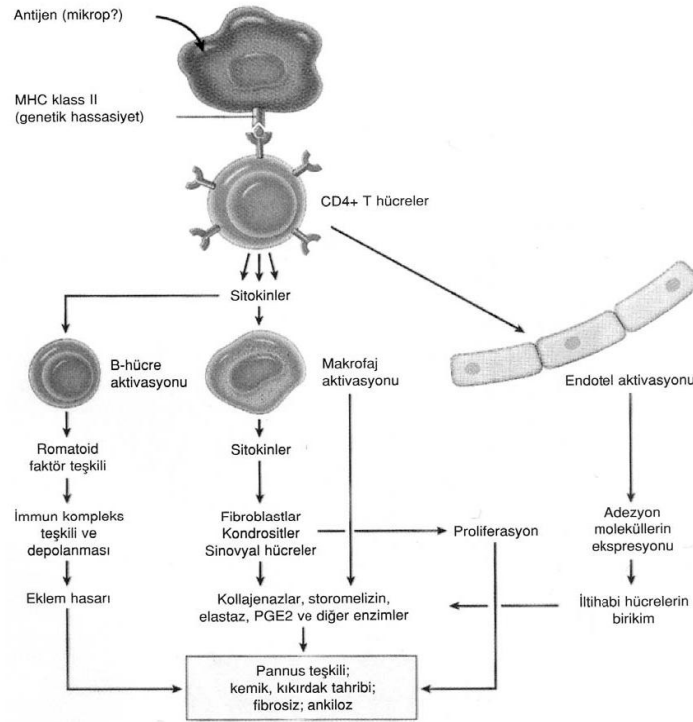 Antijen (mikrop?)
MHC klass II
(genetik hassasiyet)
CD4+ T hücreler
Sitokinler
B-hücre
aktivasyonu
Makrofaj
aktivasyonu
Endotel aktivasyonu
Romatoid
faktör teşkili
Sitokinler
İmmun kompleks
teşkili ve
depolanması
Fibroblastlar
Kondrositler
Sinovyal hücreler
Proliferasyon
Adezyon
moleküllerin
ekspresyonu
Eklem hasarı
Kollajenazlar, storomelizin,
elastaz, PGE2 ve diğer enzimler
İltihabi hücrelerin
birikim
Pannus teşkili;
kemik, kıkırdak tahribi;
fibrosiz; ankiloz